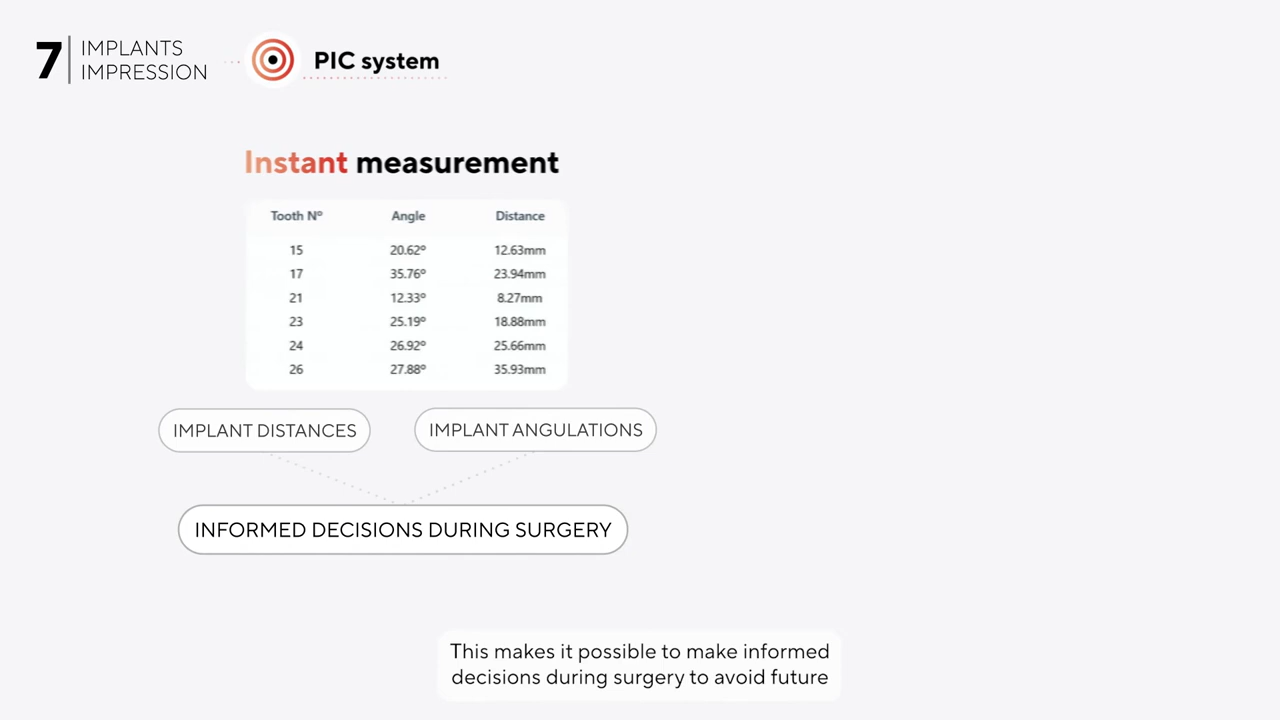 7
IMPLANTS
IMPRESSION
PIC system
Instant measurement
Tooth Nº Angle Distance
15 20.62º 12.63mm
17 35.76º 23.94mm
21 12.33º 8.27mm
23 25.19º 18.88mm
24 26.92º 25.66mm
26 27.88º 35.93mm
IMPLANT DISTANCES
IMPLANT ANGULATIONS
INFORMED DECISIONS DURING SURGERY
This makes it possible to make informed
decisions during surgery to avoid future